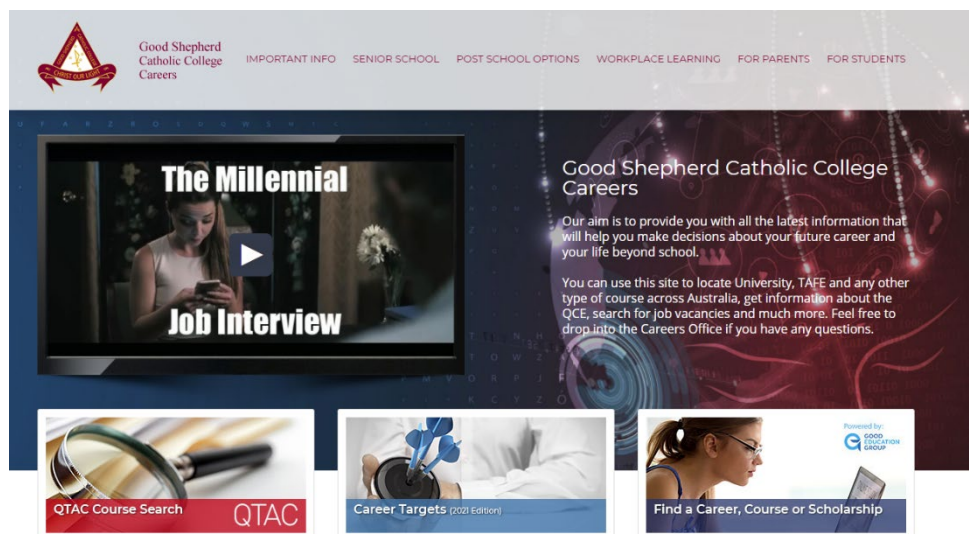 CHRIST OUR LIGHT
Good Shepherd
Catholic College
Careers
IMPORTANT INFO
SENIOR SCHOOL
POST SCHOOL OPTIONS
WORKPLACE LEARNING
FOR PARENTS
FOR STUDENTS
The Millennial
Job Interview
Good Shepherd Catholic College
Careers
Our aim is to provide you with all the latest information that
will help you make decisions about your future career and
your life beyond school.
You can use this site to locate University, TAFE and any other
type of course across Australia, get information about the
QCE, search for job vacancies and much more. Feel free to
drop into the Careers Office if you have any questions.
QTAC Course Search
QTAC
Career Targets (2021 Edition)
Powered by:
GOOD
EDUCATION
GROUP
Find a Career, Course or Scholarship